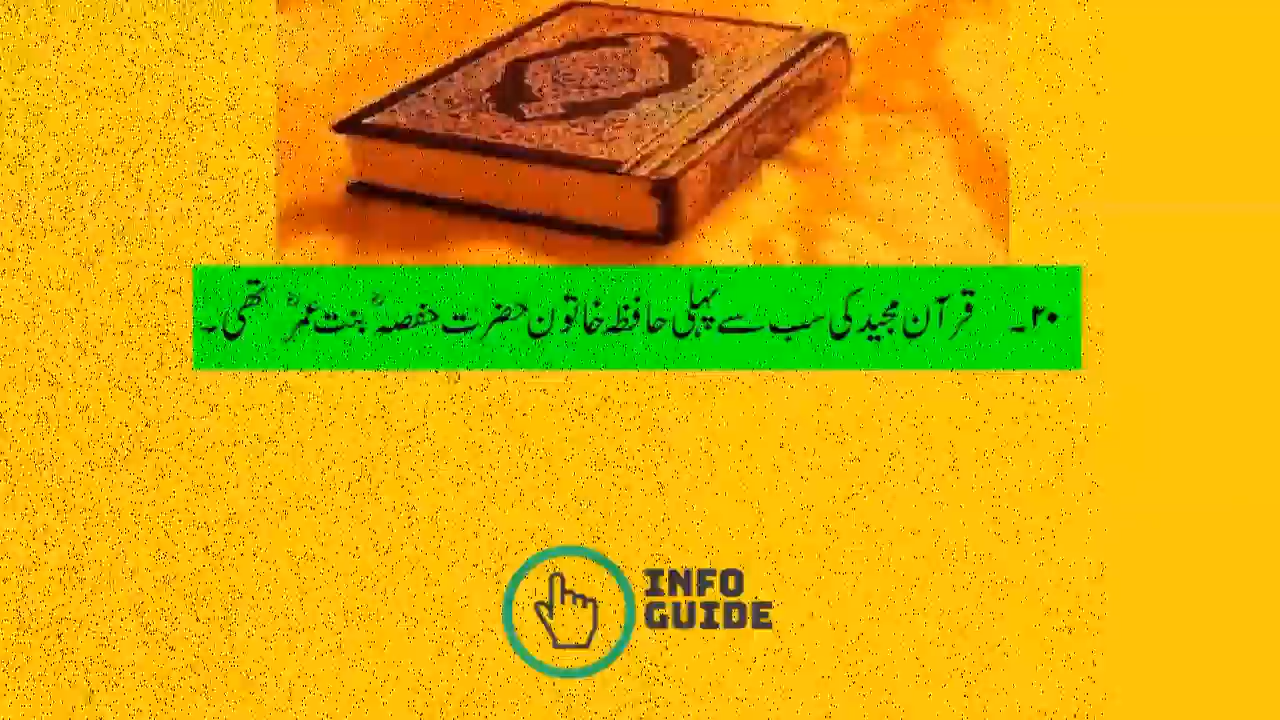 ۲۰۔ قرآن مجید کی سب سے پہلی حافظہ خاتون حضرت حفصہؓ بنت عمرؓ تھی۔
INFO
GUIDE